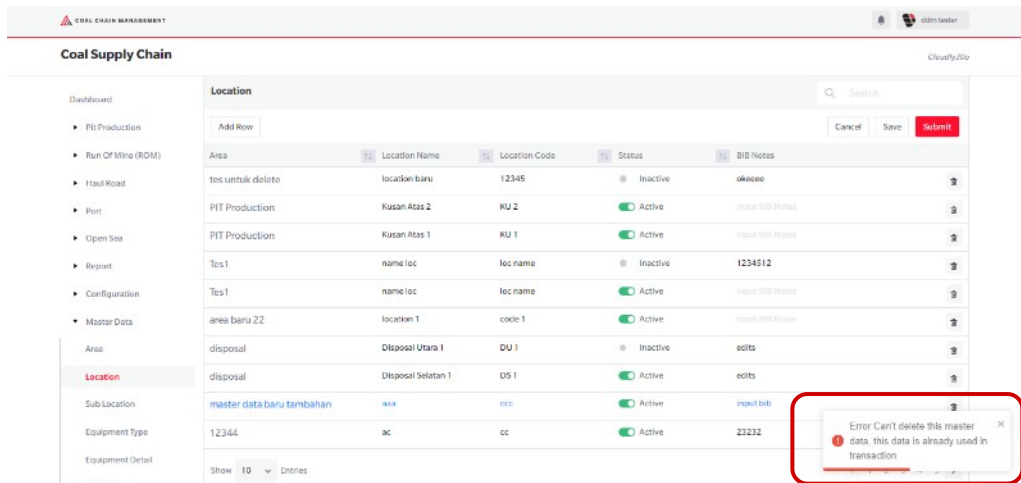 COAL CHAIN MANAGEMENT
ddm tester
Coal Supply Chain
Dashboard
Pit Production
Run Of Mine (ROM)
Haul Road
Port
Open Sea
Report
Configuration
Master Data
Area
Location
Sub Location
Equipment Type
Equipment Detail
Location
Search
Add Row
Cancel Save Submit
Area Location Name Location Code Status BIB Notes
tes untuk delete location baru 12345 Inactive okeeee
PIT Production Kusan Atas 2 KU 2 Active input BIB Notes
PIT Production Kusan Atas 1 KU 1 Active input BIB Notes
Tes1 name loc loc name Inactive 1234512
Tes1 name loc loc name Active input BIB Notes
area baru 22 location 1 code 1 Active input BIB Notes
disposal Disposal Utara 1 DU 1 Inactive edits
disposal Disposal Selatan 1 DS 1 Active edits
master data baru tambahan aaa ccc Active input bib
12344 ac cc Active 23232
Show 10 Entries
Error Can't delete this master
data, this data is already used in
transaction